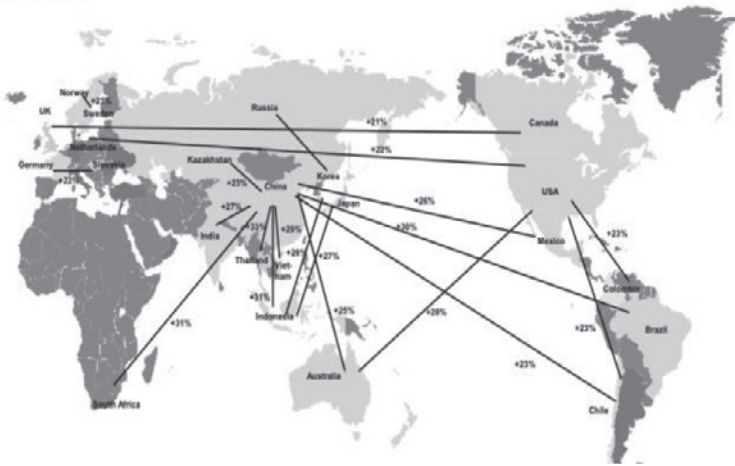 Norway
+23%
UK
Sweden
Russia
+21%
Canada
Netherlands
+22%
Germany
Slovakia
+22%
Kazakhstan
Korea
+23%
China
USA
Japan
+26%
+27%
+30%
+23%
India
+33%
+29%
Mexico
+28%
+27%
Thailand
Viet-
nam
Colombia
+31%
Indonesia
+25%
+28%
+31%
+23%
Brazil
+23%
Australia
South Africa
Chile